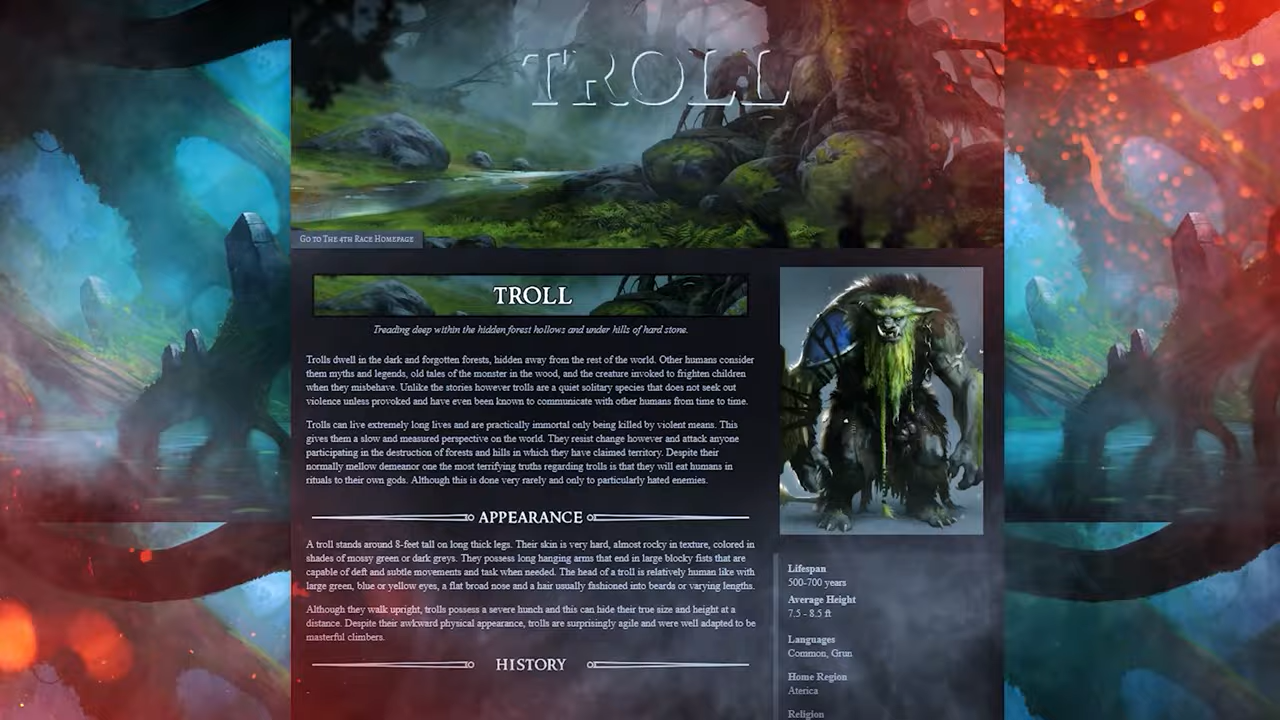 TROLL
Go to The 4th Race Homepage
TROLL
Treading deep within the hidden forest hollows and under hills of hard stone.
Trolls dwell in the dark and forgotten forests, hidden away from the rest of the world. Other humans consider
them myths and legends, old tales of the monster in the wood, and the creature invoked to frighten children
when they misbehave. Unlike the stories however trolls are a quiet solitary species that does not seek out
violence unless provoked and have even been known to communicate with other humans from time to time.
Trolls can live extremely long lives and are practically immortal only being killed by violent means. This
gives them a slow and measured perspective on the world. They resist change however and attack anyone
participating in the destruction of forests and hills in which they have claimed territory. Despite their
normally mellow demeanor one the most terrifying truths regarding trolls is that they will eat humans in
rituals to their own gods. Although this is done very rarely and only to particularly hated enemies.
APPEARANCE
A troll stands around 8-feet tall on long thick legs. Their skin is very hard, almost rocky in texture, colored in
shades of mossy green or dark greys. They possess long hanging arms that end in large blocky fists that are
capable of deft and subtle movements and task when needed. The head of a troll is relatively human like with
large green, blue or yellow eyes, a flat broad nose and a hair usually fashioned into beards or varying lengths.
Although they walk upright, trolls possess a severe hunch and this can hide their true size and height at a
distance. Despite their awkward physical appearance, trolls are surprisingly agile and were well adapted to be
masterful climbers.
HISTORY
Lifespan
500-700 years
Average Height
7.5 - 8.5 ft
Languages
Common, Grun
Home Region
Aterica
Religion